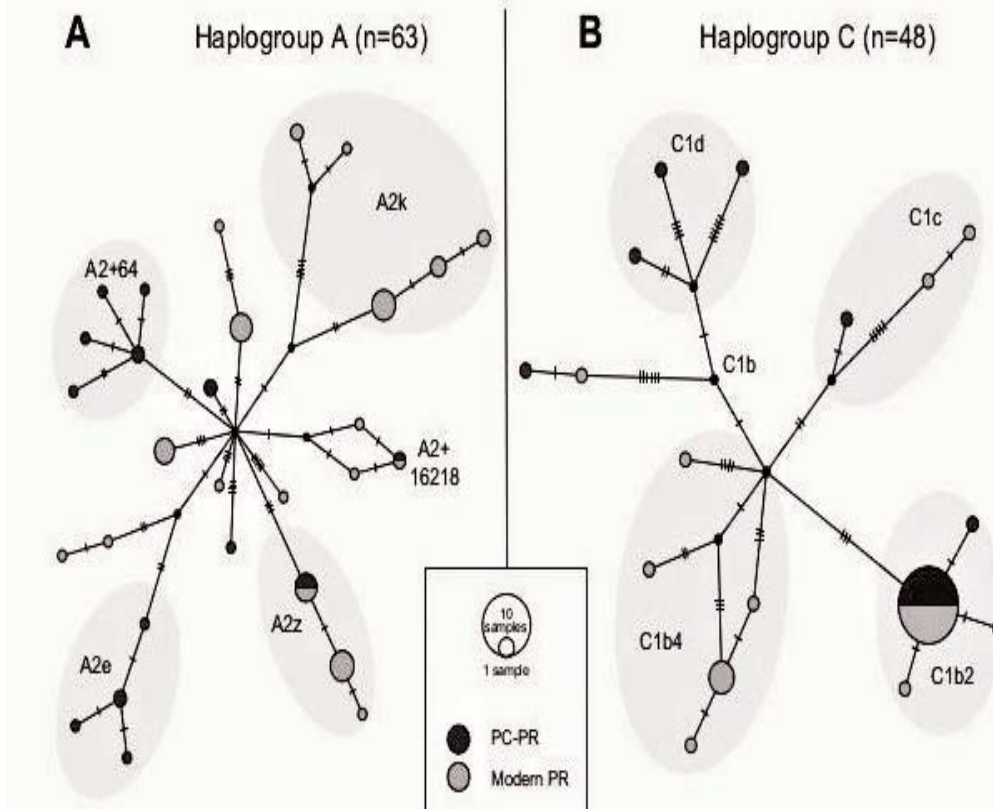 A
Haplogroup A (n=63)
A2k
A2+64
A2+
16218
A2z
A2e
B
Haplogroup C (n=48)
C1d
C1c
C1b
C1b4
C1b2
10
samples
1 sample
PC-PR
Modern PR